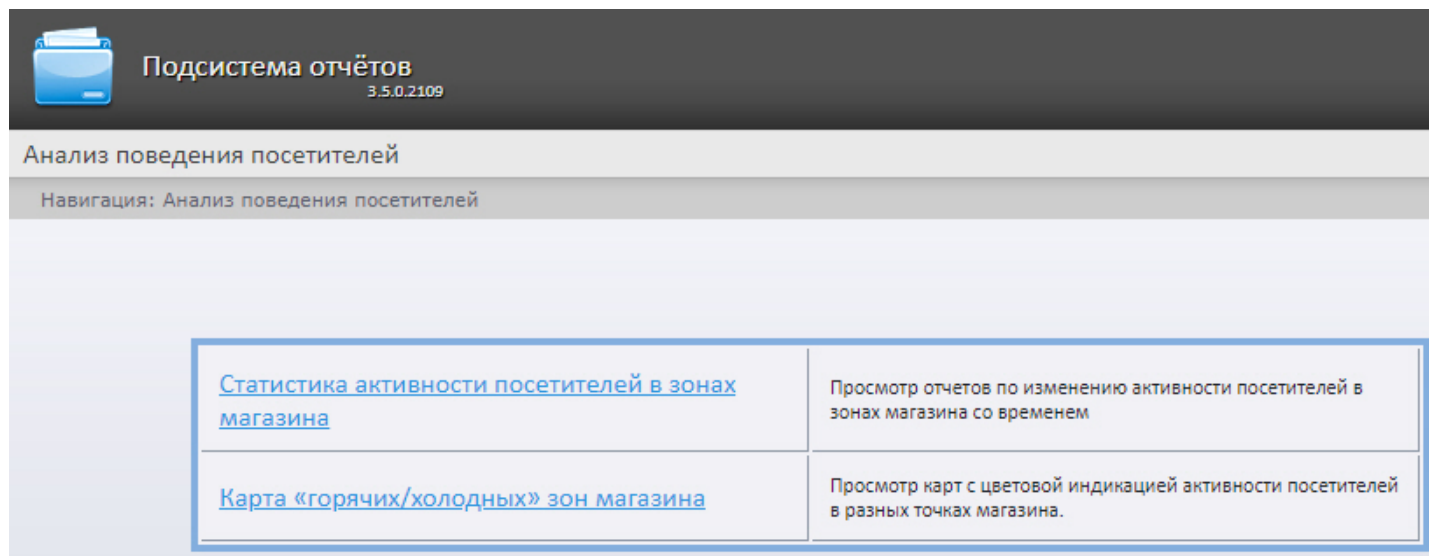 Подсистема отчётов
3.5.0.2109
Анализ поведения посетителей
Навигация: Анализ поведения посетителей
Статистика активности посетителей в зонах
магазина
Просмотр отчетов по изменению активности посетителей в
зонах магазина со временем
Карта «горячих/холодных» зон магазина
Просмотр карт с цветовой индикацией активности посетителей
в разных точках магазина.